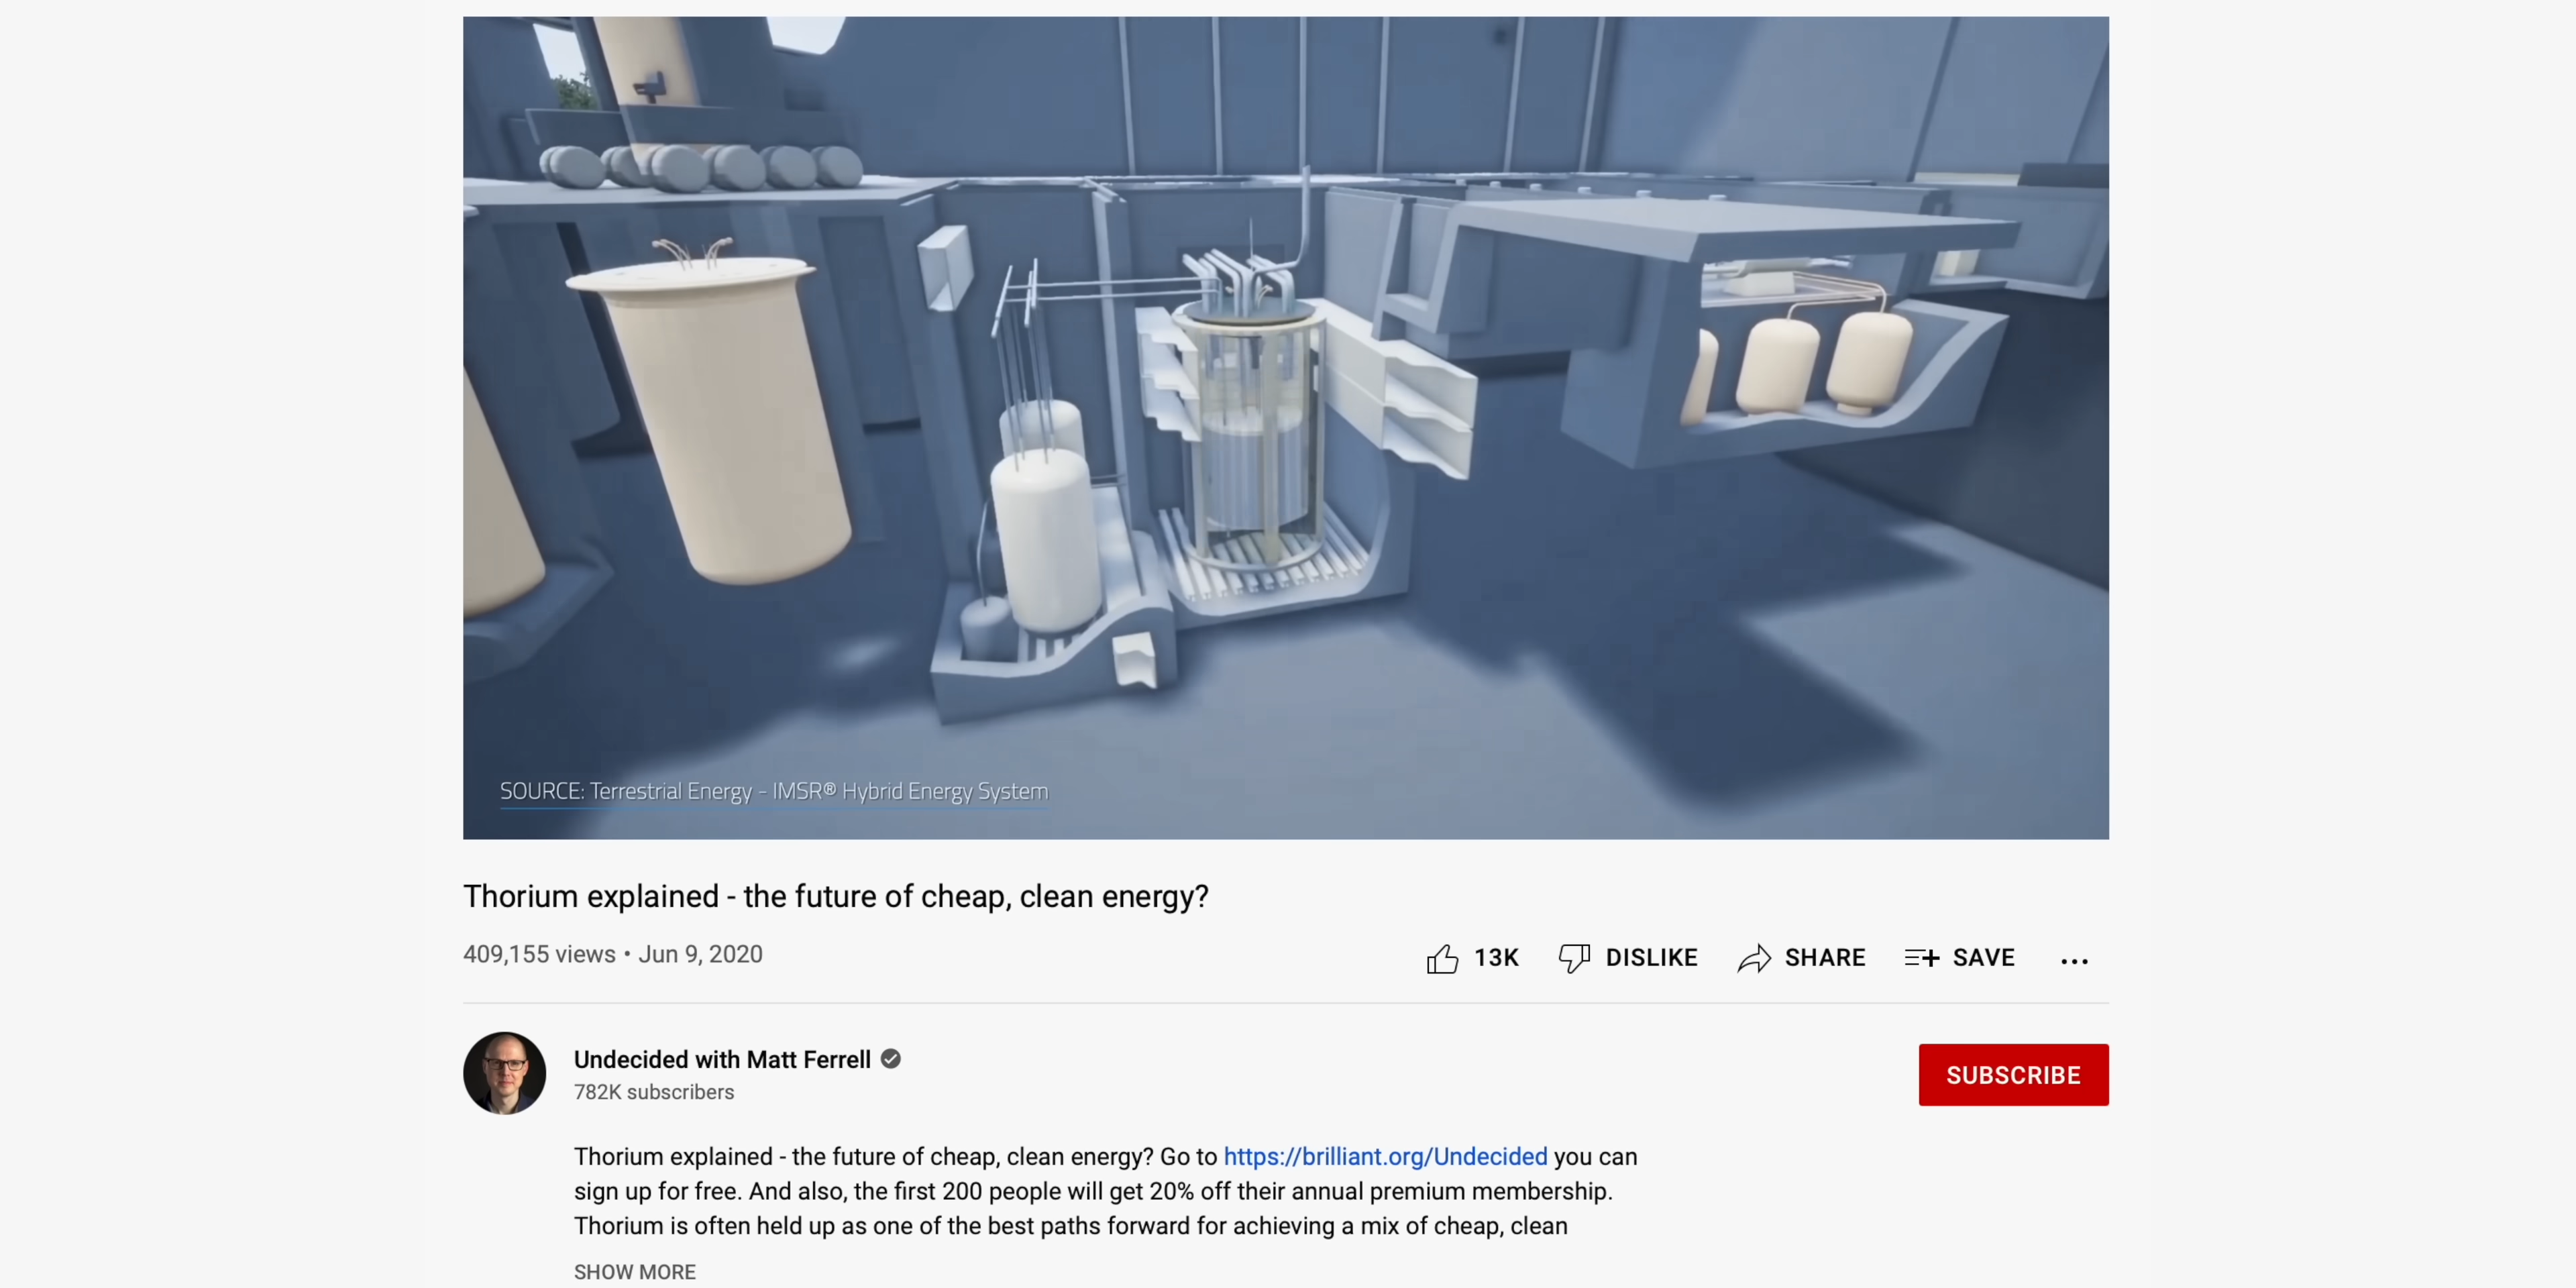 SOURCE: Terrestrial Energy - IMSR® Hybrid Energy System
Thorium explained - the future of cheap, clean energy?
409,155 views • Jun 9, 2020
13K DISLIKE SHARE SAVE ...
Undecided with Matt Ferrell
782K subscribers
SUBSCRIBE
Thorium explained - the future of cheap, clean energy? Go to https://brilliant.org/Undecided you can
sign up for free. And also, the first 200 people will get 20% off their annual premium membership.
Thorium is often held up as one of the best paths forward for achieving a mix of cheap, clean
SHOW MORE